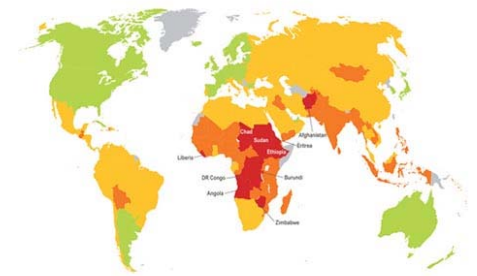 Chad
Sudan
Afghanistan
Ethiopia
Eritrea
Liberia
DR Congo
Burundi
Angola
Zimbabwe